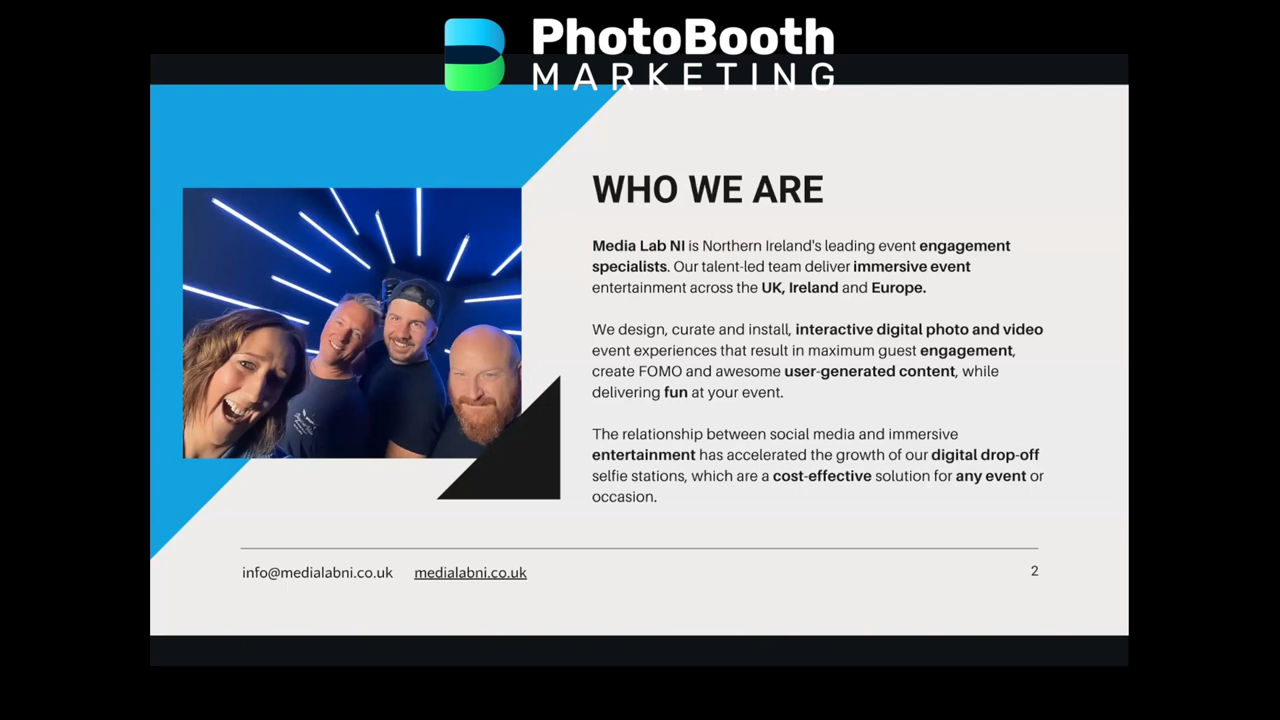 PhotoBooth
MARKETING
WHO WE ARE
Media Lab NI is Northern Ireland's leading event engagement
specialists. Our talent-led team deliver immersive event
entertainment across the UK, Ireland and Europe.
We design, curate and install, interactive digital photo and video
event experiences that result in maximum guest engagement,
create FOMO and awesome user-generated content, while
delivering fun at your event.
The relationship between social media and immersive
entertainment has accelerated the growth of our digital drop-off
selfie stations, which are a cost-effective solution for any event or
occasion.
info@medialabni.co.uk medialabni.co.uk 2